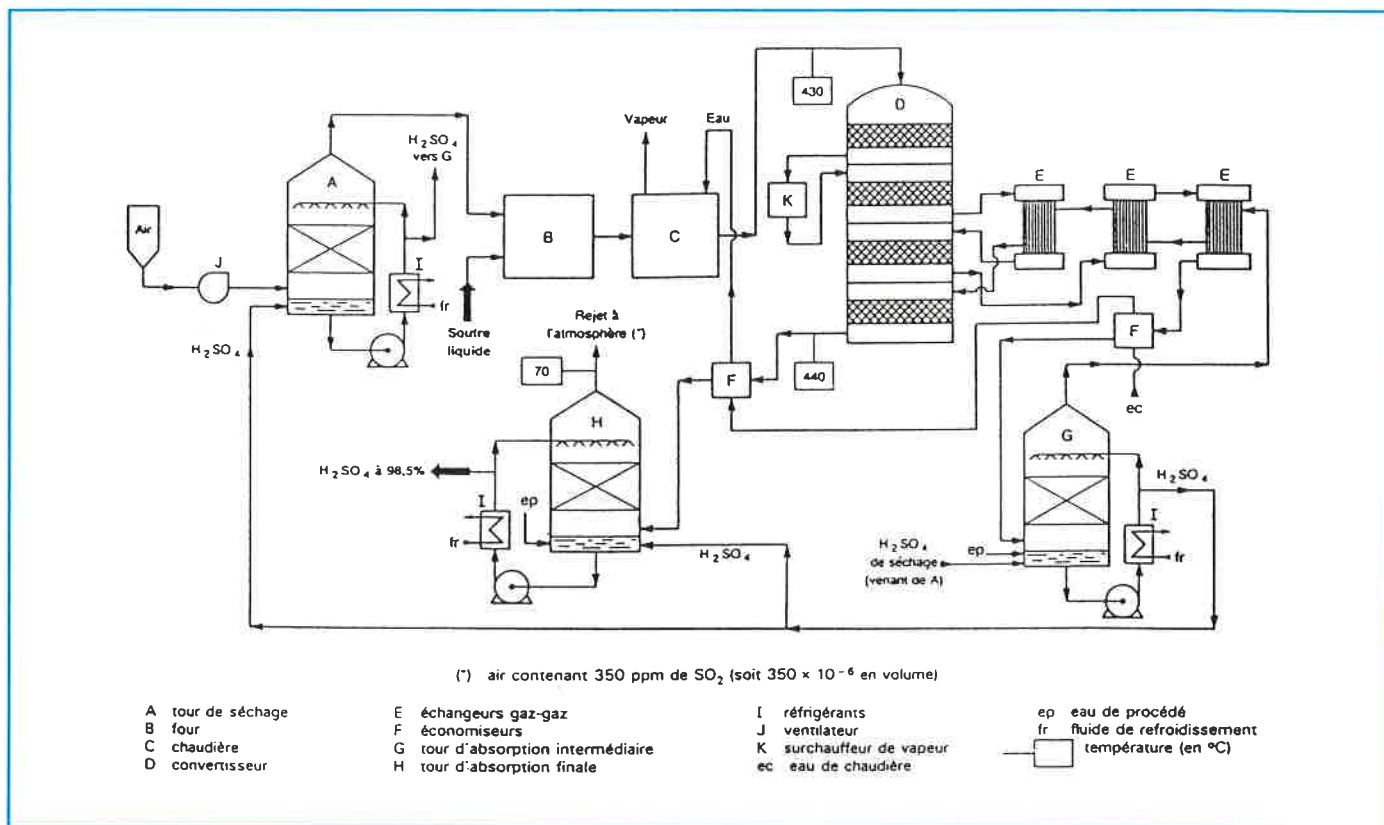 430
D
Vapeur
Eau
H2SO4
vers G
A
E
E
E
K
Air
J
B
C
I
fr
Soutre
liquide
Rejet à
l'atmosphère (*)
H2SO4
F
70
F
440
ec
H
G
H2SO4 à 98,5%
H2SO4
ep
I
I
fr
H2SO4
H2SO4
de séchage
(venant de A)
ep
fr
(*) air contenant 350 ppm de SO2 (soit 350 × 10⁻⁶ en volume)
A tour de séchage
B four
C chaudière
D convertisseur
E échangeurs gaz-gaz
F économiseurs
G tour d'absorption intermédiaire
H tour d'absorption finale
I réfrigérants
J ventilateur
K surchauffeur de vapeur
ec eau de chaudière
ep eau de procédé
fr fluide de refroidissement
température (en °C)